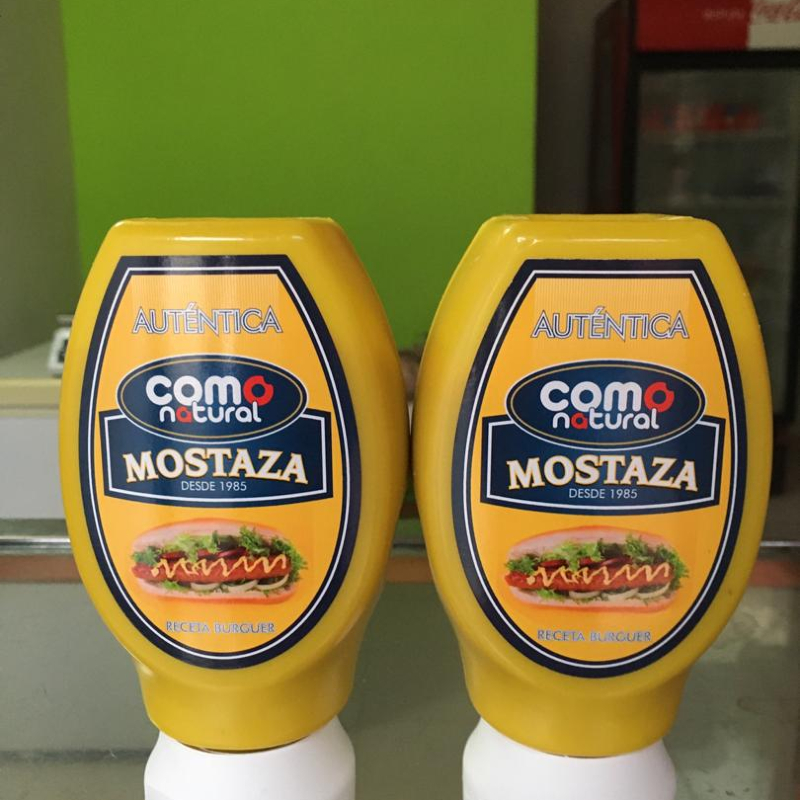 AUTÉNTICA
como
natural
MOSTAZA
DESDE 1985
RECETA BURGUER
AUTÉNTICA
como
natural
MOSTAZA
DESDE 1985
RECETA BURGUER